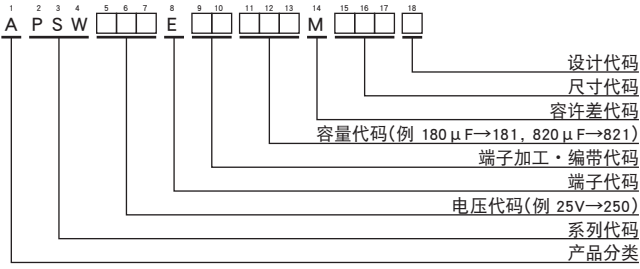 1 2 3 4 5 6 7 8 9 10 11 12 13 14 15 16 17 18
A PSW □□□ E □□ □□□ M □□□ □
设计代码
尺寸代码
容许差代码
容量代码(例 180μF→181, 820μF→821)
端子加工・编带代码
端子代码
电压代码(例 25V→250)
系列代码
产品分类